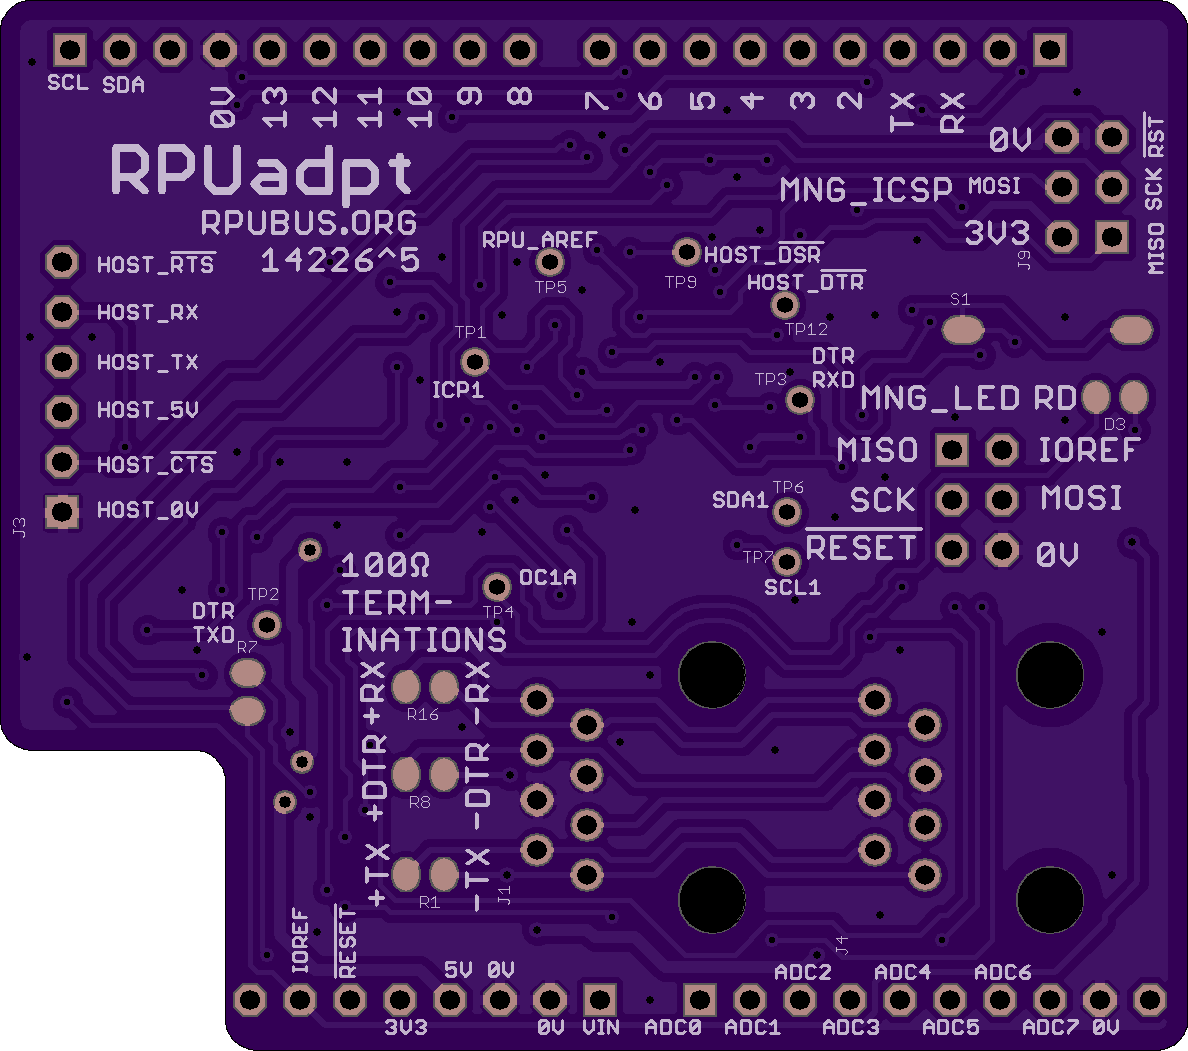 SCL SDA 0V 13 12 11 10 9 8 7 6 5 4 3 2 TX RX
RPUadpt
RPUBUS.ORG
14226^5
0V RST
MNG_ICSP MOSI SCK
3V3 MISO
J9
RPU_AREF
TP5
HOST_DSR
TP9
HOST_DTR
TP12
S1
HOST_RTS
HOST_RX
HOST_TX
HOST_5V
HOST_CTS
HOST_0V
J3
TP1
ICP1
DTR
RXD
TP3
MNG_LED RD
D3
MISO IOREF
SCK MOSI
RESET 0V
TP6
SDA1
TP7
SCL1
100Ω
TERM-
INATIONS
OC1A
TP4
TP2
DTR
TXD
R7
+RX -RX
R16
+DTR -DTR
R8
+TX -TX
R1
J1
J4
IOREF RESET
3V3 5V 0V 0V VIN
ADC0 ADC1 ADC2 ADC3 ADC4 ADC5 ADC6 ADC7 0V